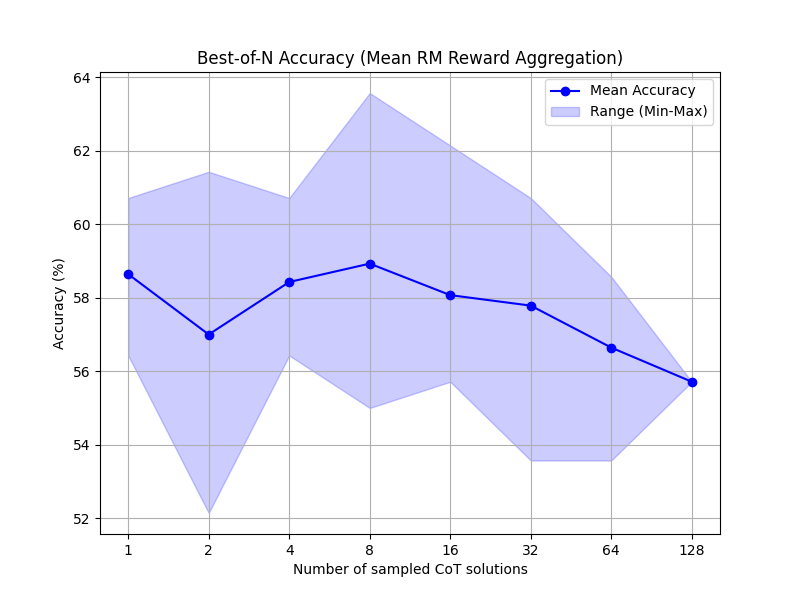 Best-of-N Accuracy (Mean RM Reward Aggregation)
64
62
60
58
56
54
52
Accuracy (%)
Mean Accuracy
Range (Min-Max)
1 2 4 8 16 32 64 128
Number of sampled CoT solutions